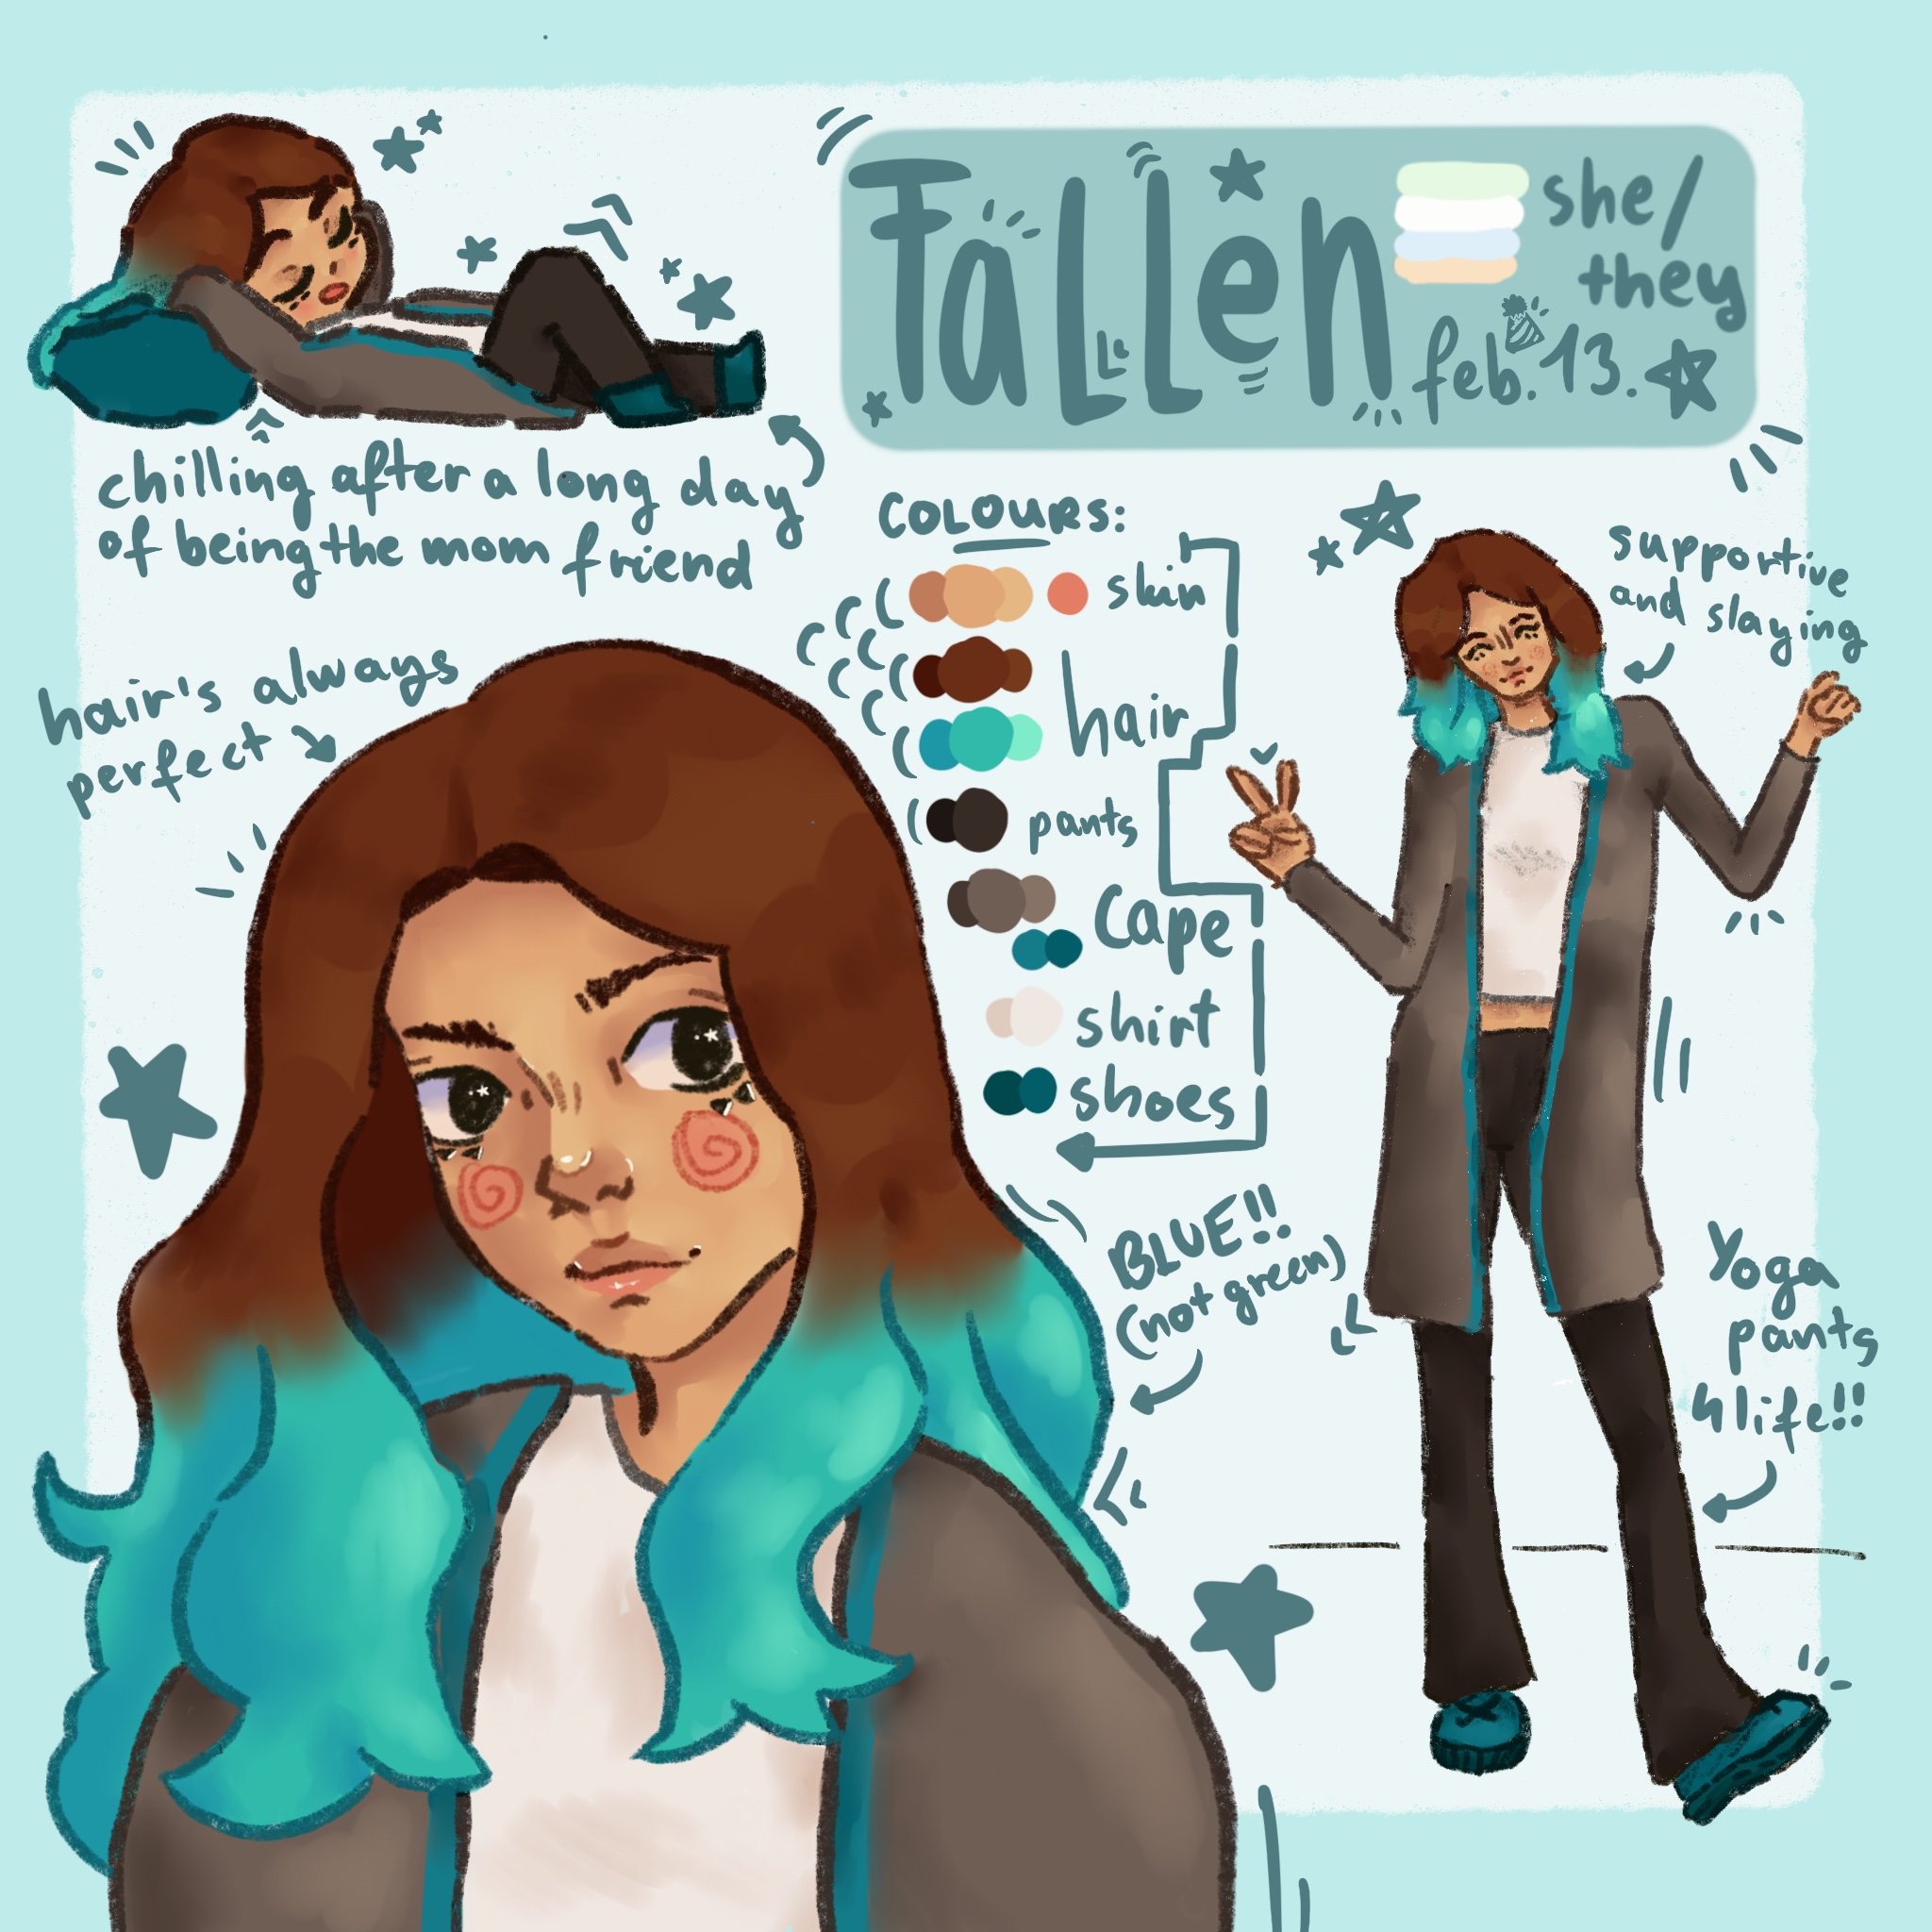 Fallen
she/
they
feb. 13.
chilling after a long day
of being the mom friend
COLOURS:
skin
hair
pants
cape
shirt
shoes
supportive
and slaying
hair's always
perfect
BLUE!!
(not green)
Yoga
pants
4life!!